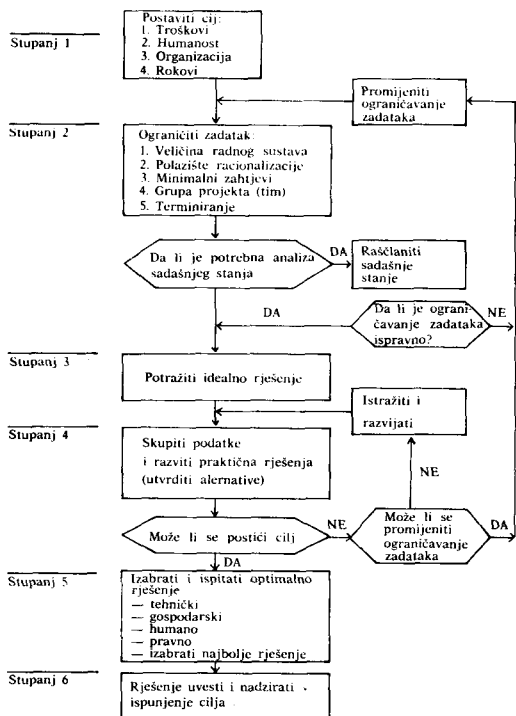 Postaviti cij:
1. Troškovi
2. Humanost
3. Organizacija
4. Rokovi
Stupanj 1
Promijeniti
ograničavanje
zadataka
Stupanj 2
Ograničiti zadatak:
1. Veličina radnog sustava
2. Polazište racionalizacije
3. Minimalni zahtjevi
4. Grupa projekta (tim)
5. Terminiranje
Da li je potrebna analiza
sadašnjeg stanja
DA
Raščlaniti
sadašnje
stanje
DA
Da li je ograni-
čavanje zadataka
ispravno?
NE
Stupanj 3
Potražiti idealno rješenje
Istražiti i
razvijati
Stupanj 4
Skupiti podatke
i razviti praktična rješenja
(utvrditi alernative)
NE
Može li se postići cilj
NE
Može li se
promijeniti
ograničavanje
zadataka
DA
DA
Stupanj 5
Izabrati i ispitati optimalno
rješenje
— tehnički
— gospodarski
— humano
— pravno
— izabrati najbolje rješenje
Stupanj 6
Rješenje uvesti i nadzirati
ispunjenje cilja